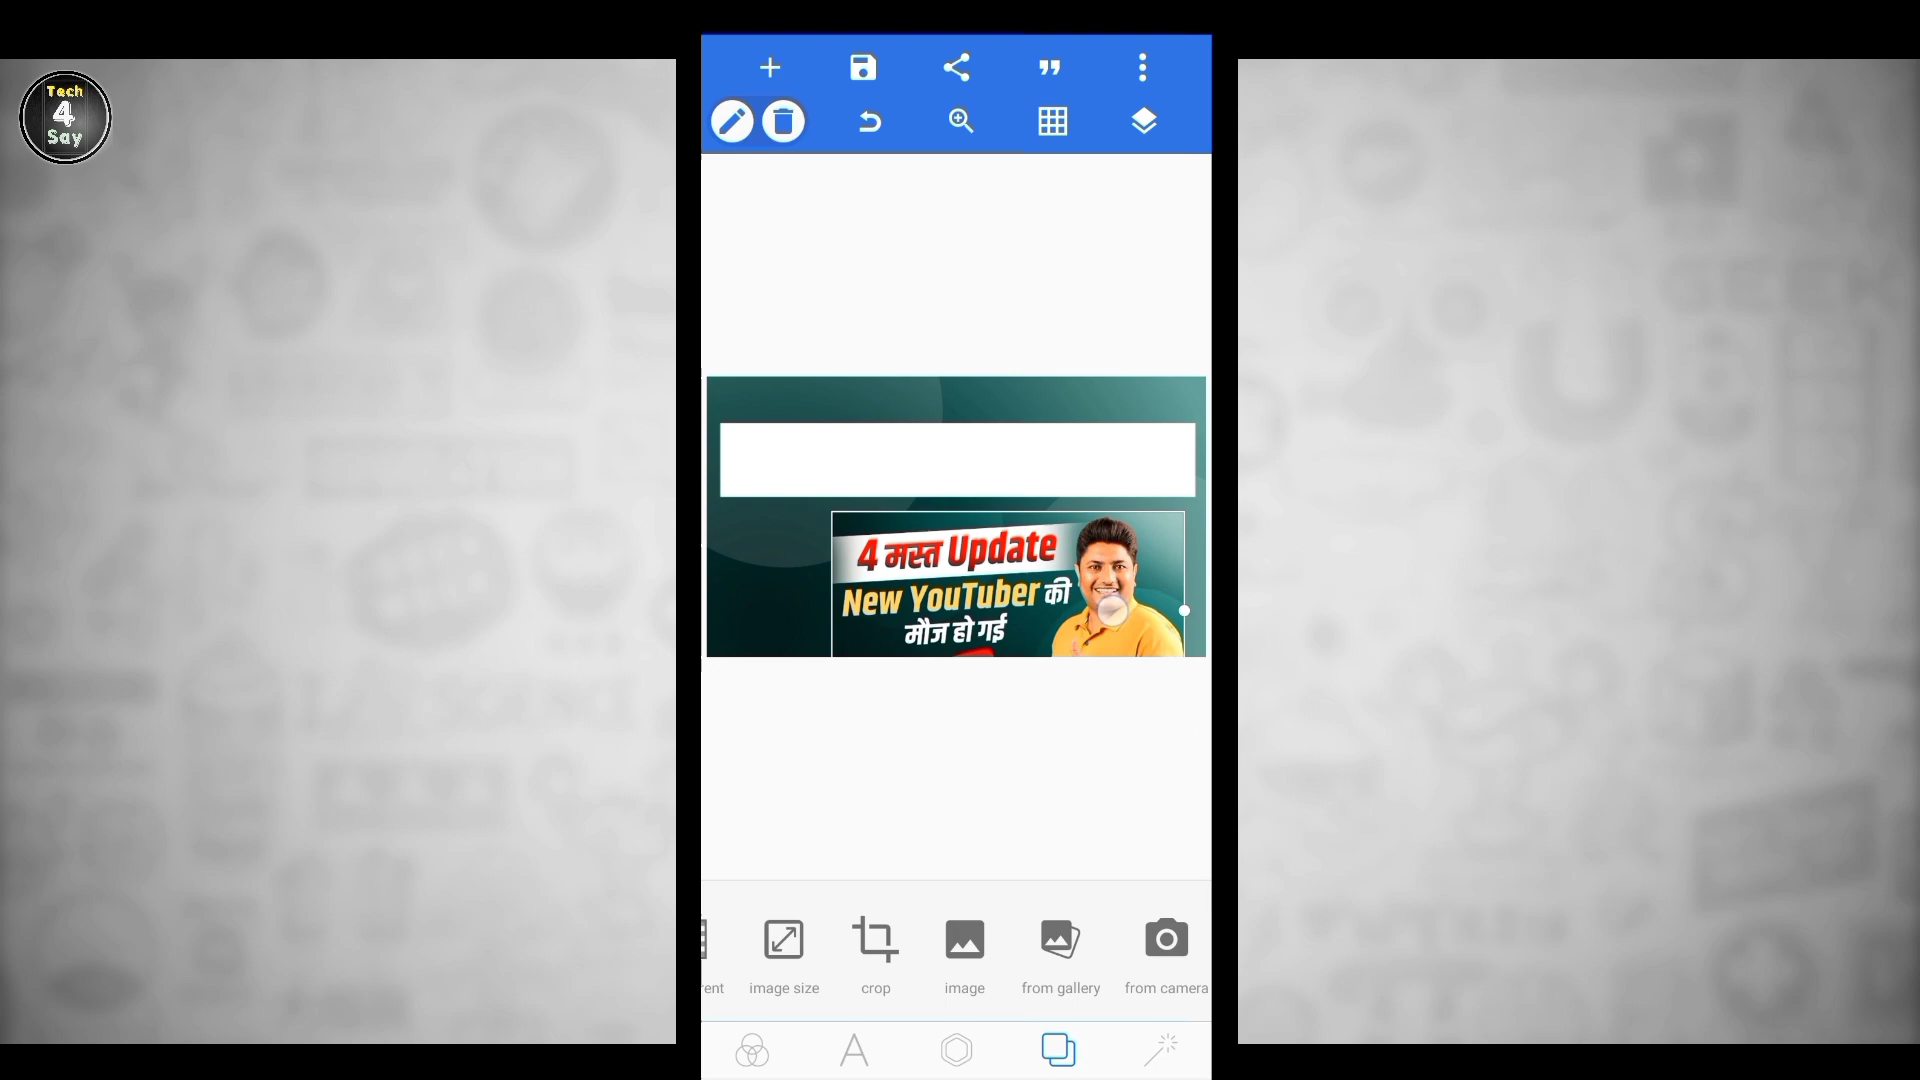 Tech
4
Say
4 मस्त Update
New YouTuber की
मौज हो गई
image size
crop
image
from gallery
from camera